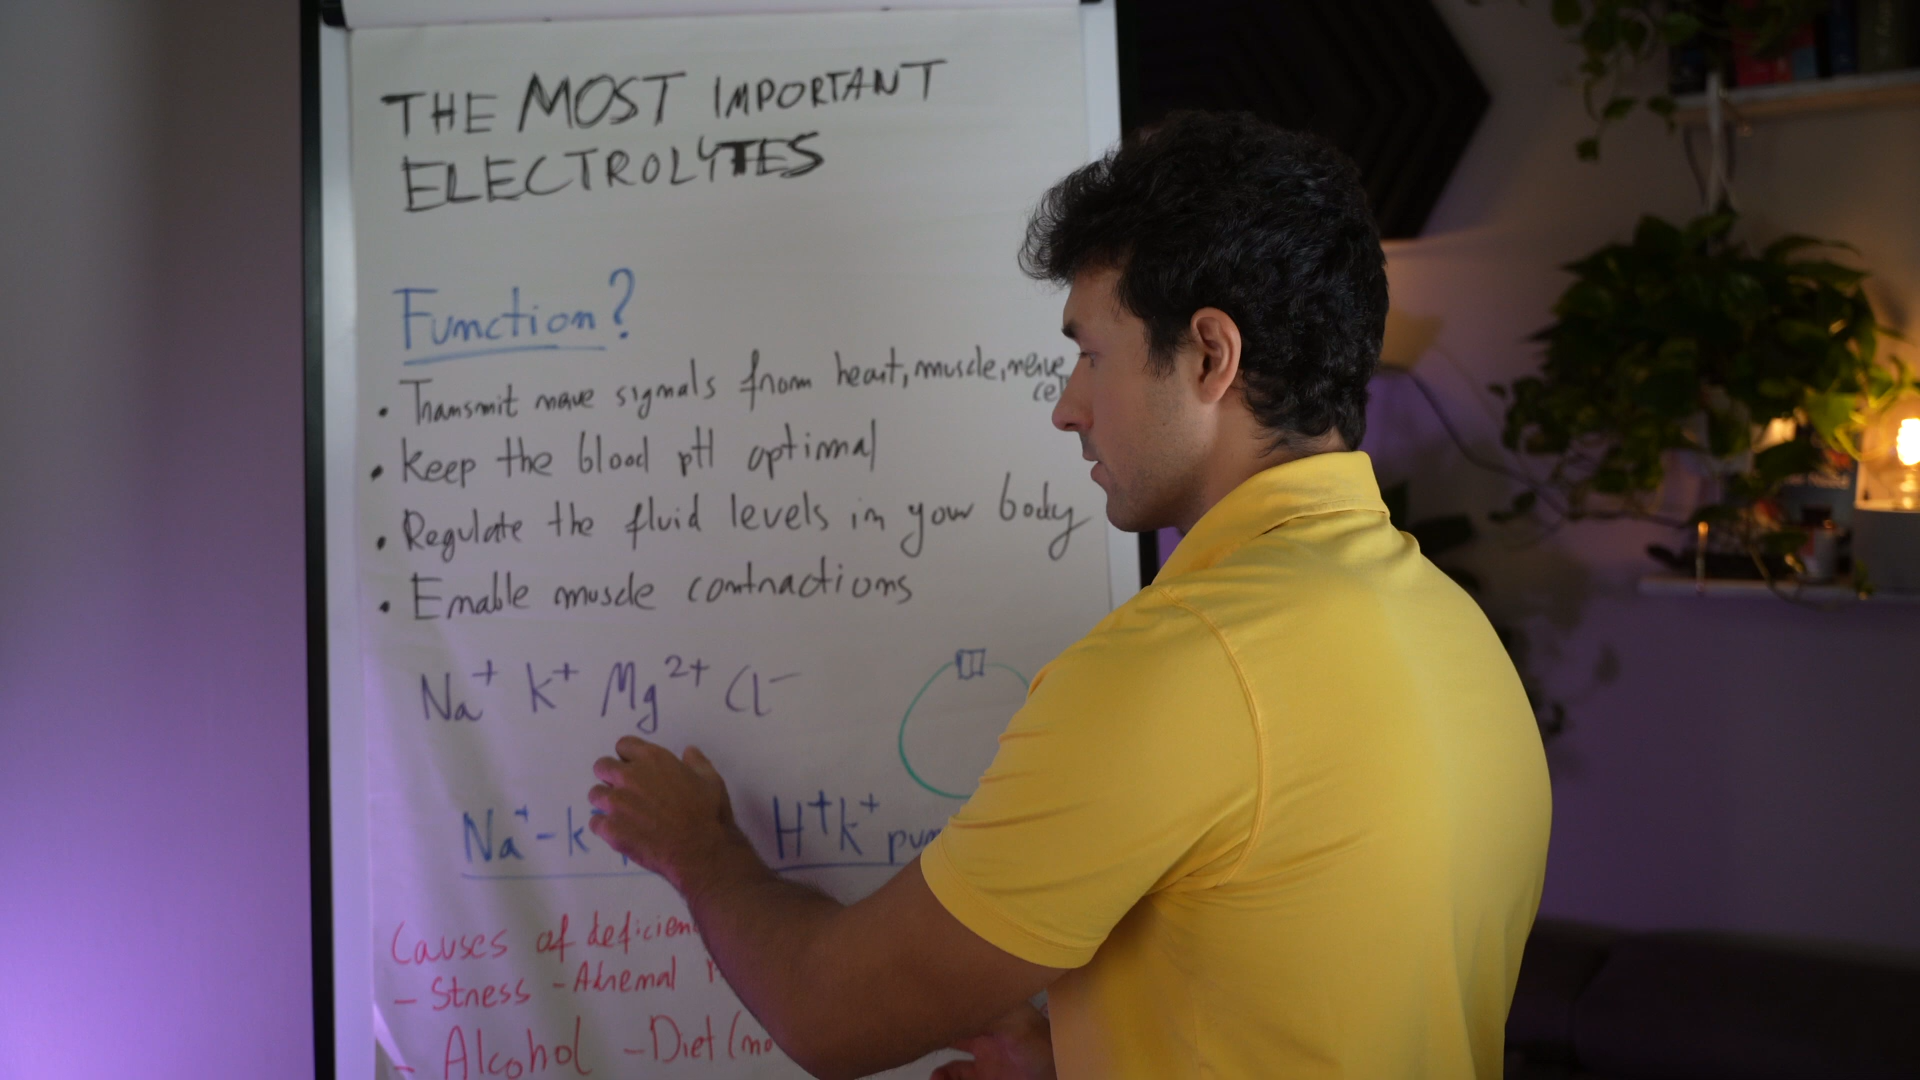 THE MOST IMPORTANT
ELECTROLYTES
Function?
• Transmit nerve signals from heart, muscle, nerve
• Keep the blood pH optimal
• Regulate the fluid levels in your body
• Enable muscle contractions
Na⁺ K⁺ Mg²⁺ Cl⁻
Na⁺-K H⁺K⁺
Causes of
- Stress - Adrenal
- Alcohol - Diet